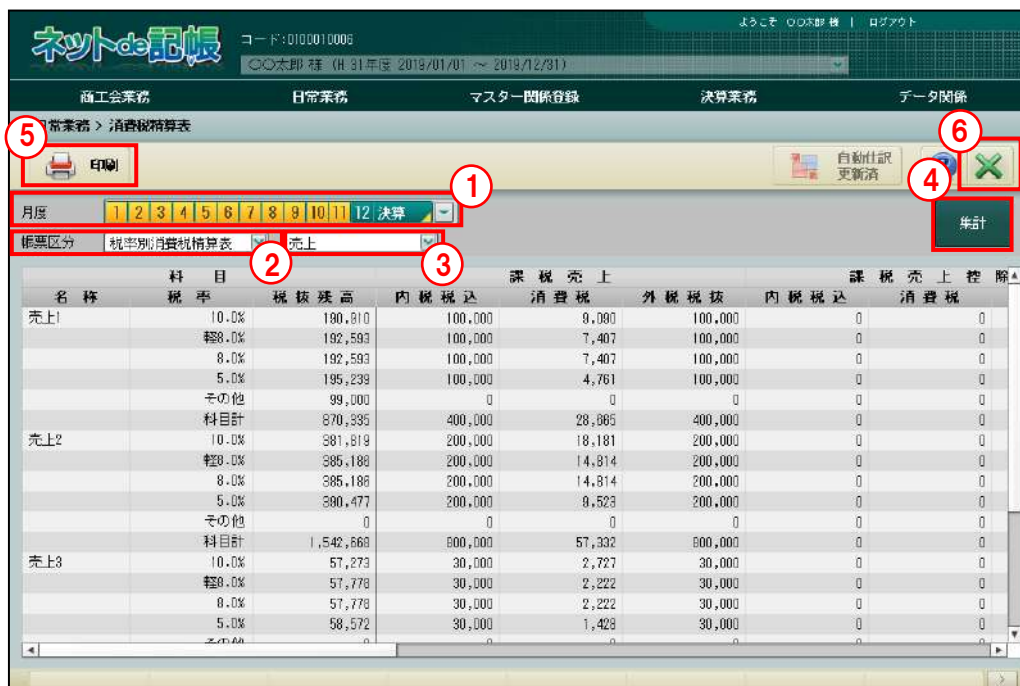 ようこそ 〇〇太郎 様 | ログアウト
ネットde記帳
コード:0100010006
〇〇太郎 様 (H 31年度 2019/01/01 ～ 2019/12/31)
商工会業務 日常業務 マスター関係登録 決算業務 データ関係
常業務 > 消費税精算表
⑤ ⑥
印刷 自動仕訳 更新済
① ④
月度 1 2 3 4 5 6 7 8 9 10 11 12 決算 集計
帳票区分 税率別消費税精算表 売上
② ③
科 目 課 税 売 上 課 税 売 上 控 除
名 称 税 率 税 抜 残 高 内 税 税 込 消 費 税 外 税 税 抜 内 税 税 込 消 費 税
売上1 10.0% 190,910 100,000 9,090 100,000 0 0
軽8.0% 192,593 100,000 7,407 100,000 0 0
8.0% 192,593 100,000 7,407 100,000 0 0
5.0% 195,239 100,000 4,761 100,000 0 0
その他 99,000 0 0 0 0 0
科目計 870,335 400,000 28,665 400,000 0 0
売上2 10.0% 381,819 200,000 18,181 200,000 0 0
軽8.0% 385,186 200,000 14,814 200,000 0 0
8.0% 385,186 200,000 14,814 200,000 0 0
5.0% 390,477 200,000 9,523 200,000 0 0
その他 0 0 0 0 0 0
科目計 1,542,668 800,000 57,332 800,000 0 0
売上3 10.0% 57,273 30,000 2,727 30,000 0 0
軽8.0% 57,778 30,000 2,222 30,000 0 0
8.0% 57,778 30,000 2,222 30,000 0 0
5.0% 58,572 30,000 1,428 30,000 0 0